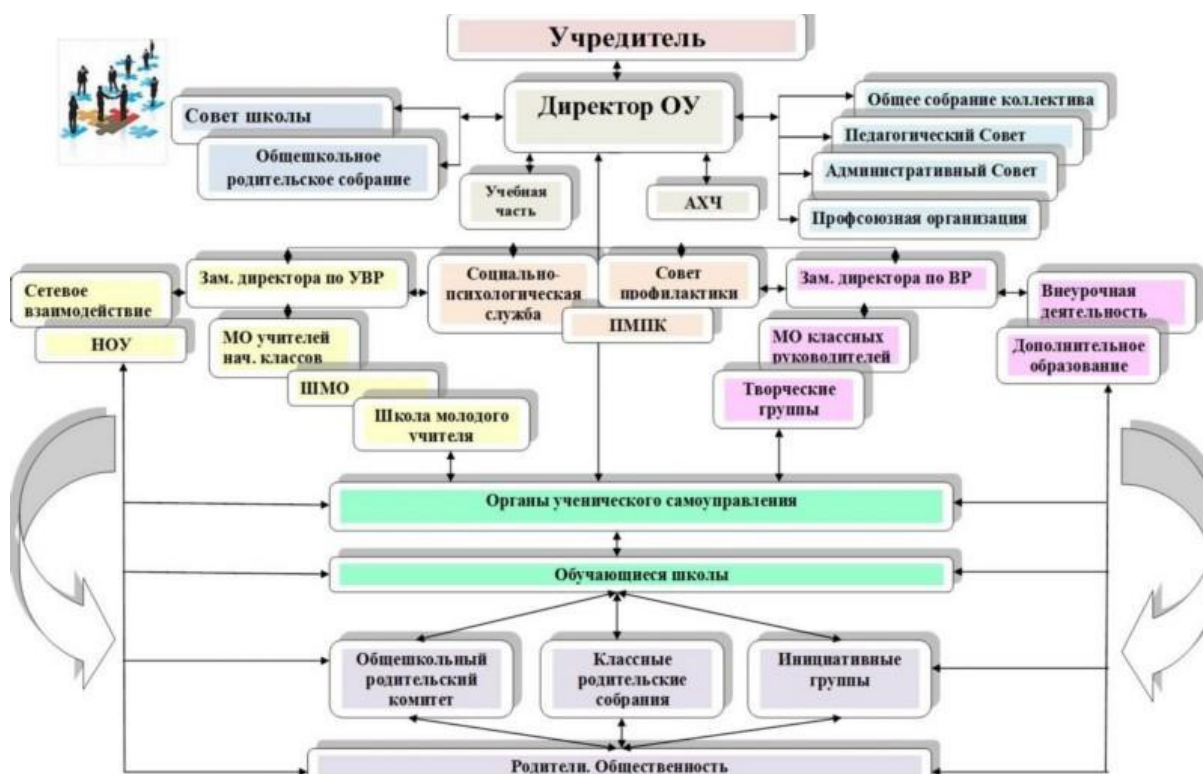 Учредитель
Директор ОУ
Совет школы
Общешкольное
родительское собрание
Общее собрание коллектива
Педагогический Совет
Административный Совет
Профсоюзная организация
Учебная
часть
АХЧ
Сетевое
взаимодействие
НОУ
Зам. директора по УВР
МО учителей
нач. классов
ШМО
Школа молодого
учителя
Социально-
психологическая
служба
Совет
профилактики
ПМПК
Зам. директора по ВР
МО классных
руководителей
Творческие
группы
Внеурочная
деятельность
Дополнительное
образование
Органы ученического самоуправления
Обучающиеся школы
Общешкольный
родительский
комитет
Классные
родительские
собрания
Инициативные
группы
Родители. Общественность